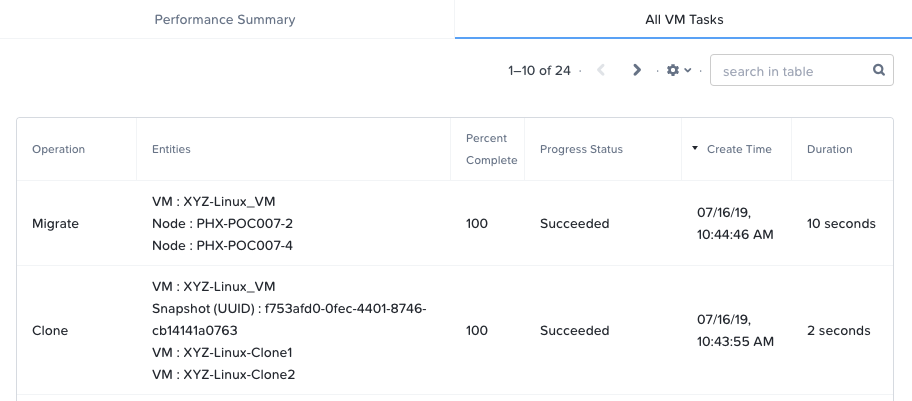 Performance Summary
All VM Tasks
1–10 of 24
search in table
Operation
Entities
Percent
Complete
Progress Status
Create Time
Duration
Migrate
VM : XYZ-Linux_VM
Node : PHX-POC007-2
Node : PHX-POC007-4
100
Succeeded
07/16/19,
10:44:46 AM
10 seconds
Clone
VM : XYZ-Linux_VM
Snapshot (UUID) : f753afd0-0fec-4401-8746-
cb14141a0763
VM : XYZ-Linux-Clone1
VM : XYZ-Linux-Clone2
100
Succeeded
07/16/19,
10:43:55 AM
2 seconds